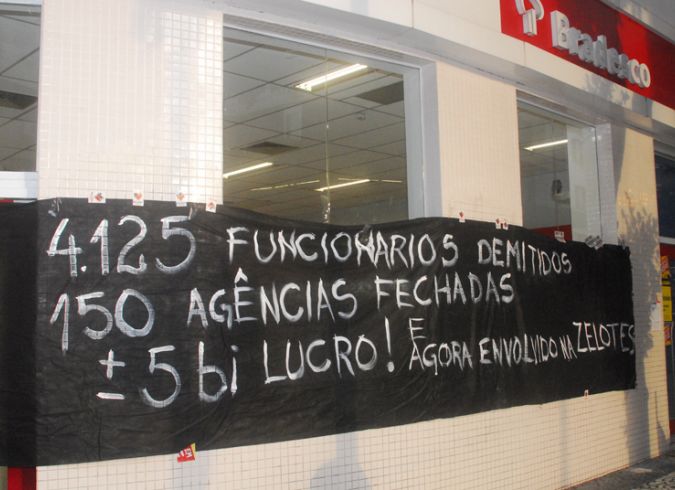 Bradesco
4.125 FUNCIONARIOS DEMITIDOS
150 AGÊNCIAS FECHADAS
± 5 bi LUCRO! E AGORA ENVOLVIDO NA ZELOTES